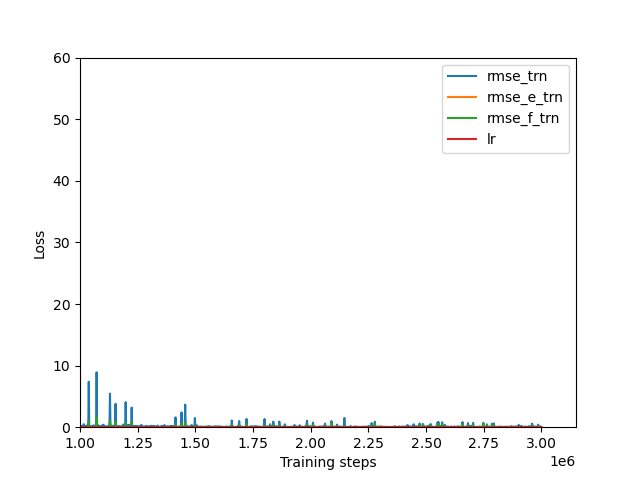 60
50
40
30
20
10
0
Loss
rmse_trn
rmse_e_trn
rmse_f_trn
lr
1.00 1.25 1.50 1.75 2.00 2.25 2.50 2.75 3.00
1e6
Training steps